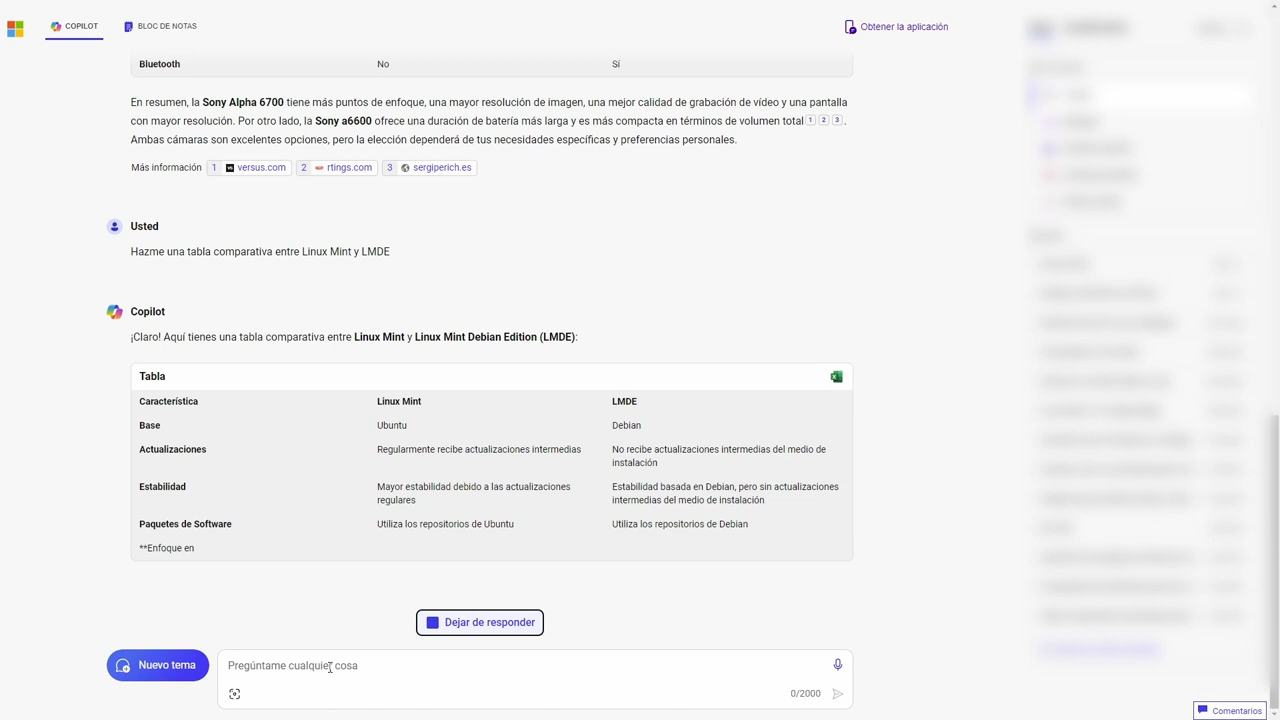 COPILOT
BLOC DE NOTAS
Obtener la aplicación
Bluetooth No Sí
En resumen, la Sony Alpha 6700 tiene más puntos de enfoque, una mayor resolución de imagen, una mejor calidad de grabación de vídeo y una pantalla
con mayor resolución. Por otro lado, la Sony a6600 ofrece una duración de batería más larga y es más compacta en términos de volumen total 1 2 3 .
Ambas cámaras son excelentes opciones, pero la elección dependerá de tus necesidades específicas y preferencias personales.
Más información 1 versus.com 2 rtings.com 3 sergiperich.es
Usted
Hazme una tabla comparativa entre Linux Mint y LMDE
Copilot
¡Claro! Aquí tienes una tabla comparativa entre Linux Mint y Linux Mint Debian Edition (LMDE):
Tabla
Característica Linux Mint LMDE
Base Ubuntu Debian
Actualizaciones Regularmente recibe actualizaciones intermedias No recibe actualizaciones intermedias del medio de
instalación
Estabilidad Mayor estabilidad debido a las actualizaciones Estabilidad basada en Debian, pero sin actualizaciones
regulares intermedias del medio de instalación
Paquetes de Software Utiliza los repositorios de Ubuntu Utiliza los repositorios de Debian
**Enfoque en
Dejar de responder
Nuevo tema
Pregúntame cualquier cosa
0/2000
Comentarios